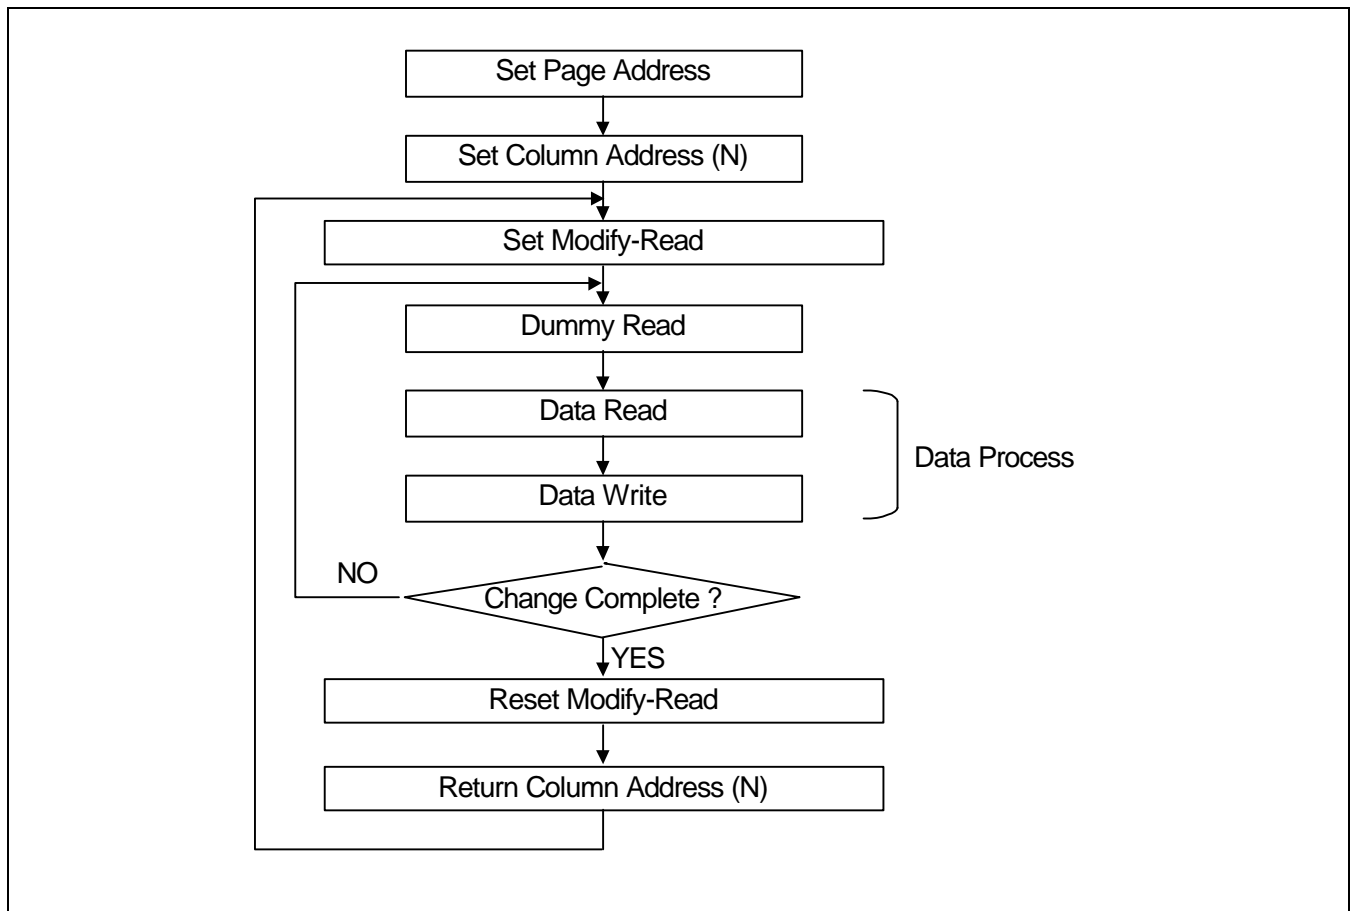 Set Page Address
Set Column Address (N)
Set Modify-Read
Dummy Read
Data Read
Data Process
Data Write
NO
Change Complete ?
YES
Reset Modify-Read
Return Column Address (N)